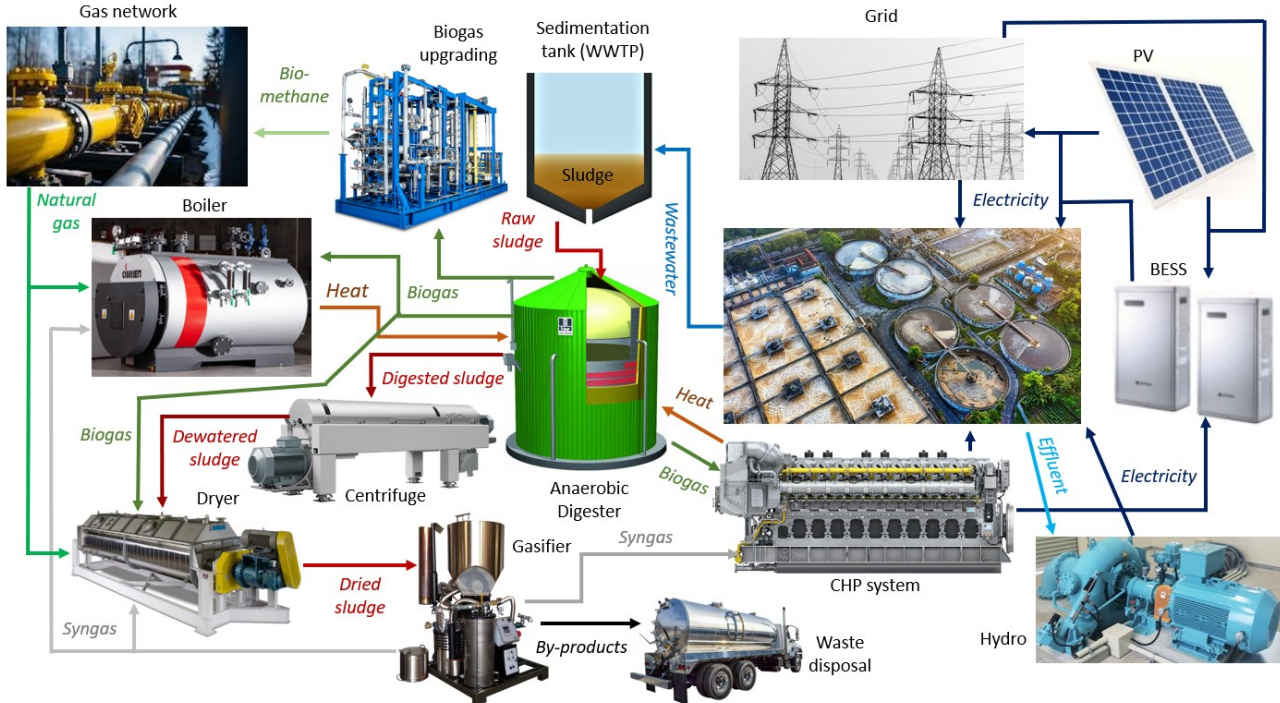 Gas network
Biogas
upgrading
Sedimentation
tank (WWTP)
Grid
PV
Bio-
methane
Sludge
Natural
gas
Boiler
Raw
sludge
Wastewater
Electricity
BESS
Heat
Biogas
Digested sludge
Heat
Biogas
Dewatered
sludge
Biogas
Effluent
Electricity
Dryer
Centrifuge
Anaerobic
Digester
Gasifier
Syngas
CHP system
Dried
sludge
Syngas
By-products
Waste
disposal
Hydro